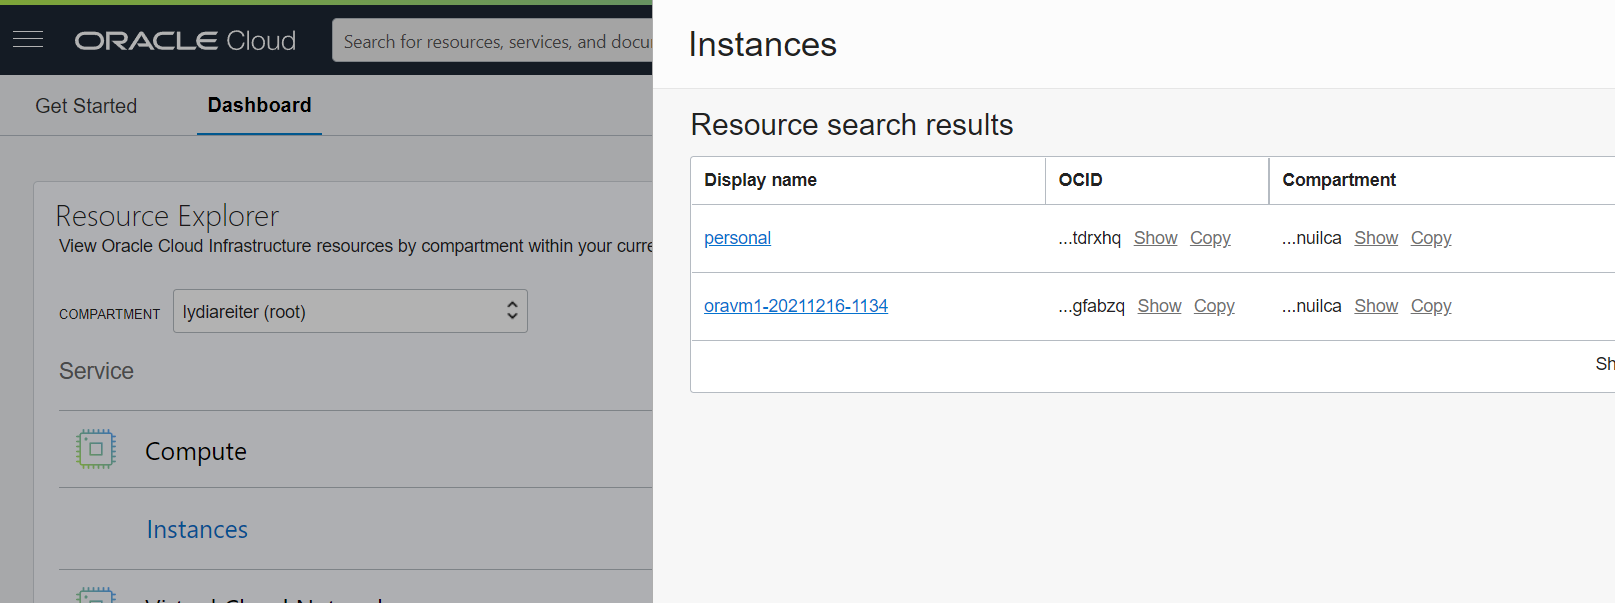 ORACLE Cloud
Search for resources, services, and docu
Get Started
Dashboard
Resource Explorer
View Oracle Cloud Infrastructure resources by compartment within your curre
COMPARTMENT
lydiareiter (root)
Service
Compute
Instances
Instances
Resource search results
Display name OCID Compartment
personal ...tdrxhq Show Copy ...nuilca Show Copy
oravm1-20211216-1134 ...gfabzq Show Copy ...nuilca Show Copy
Sh